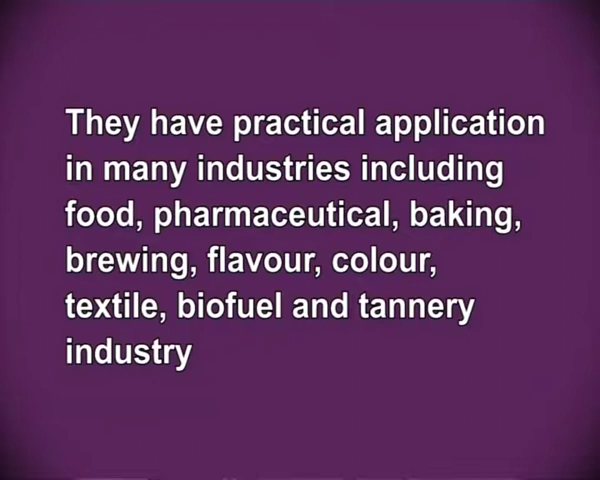 They have practical application
in many industries including
food, pharmaceutical, baking,
brewing, flavour, colour,
textile, biofuel and tannery
industry